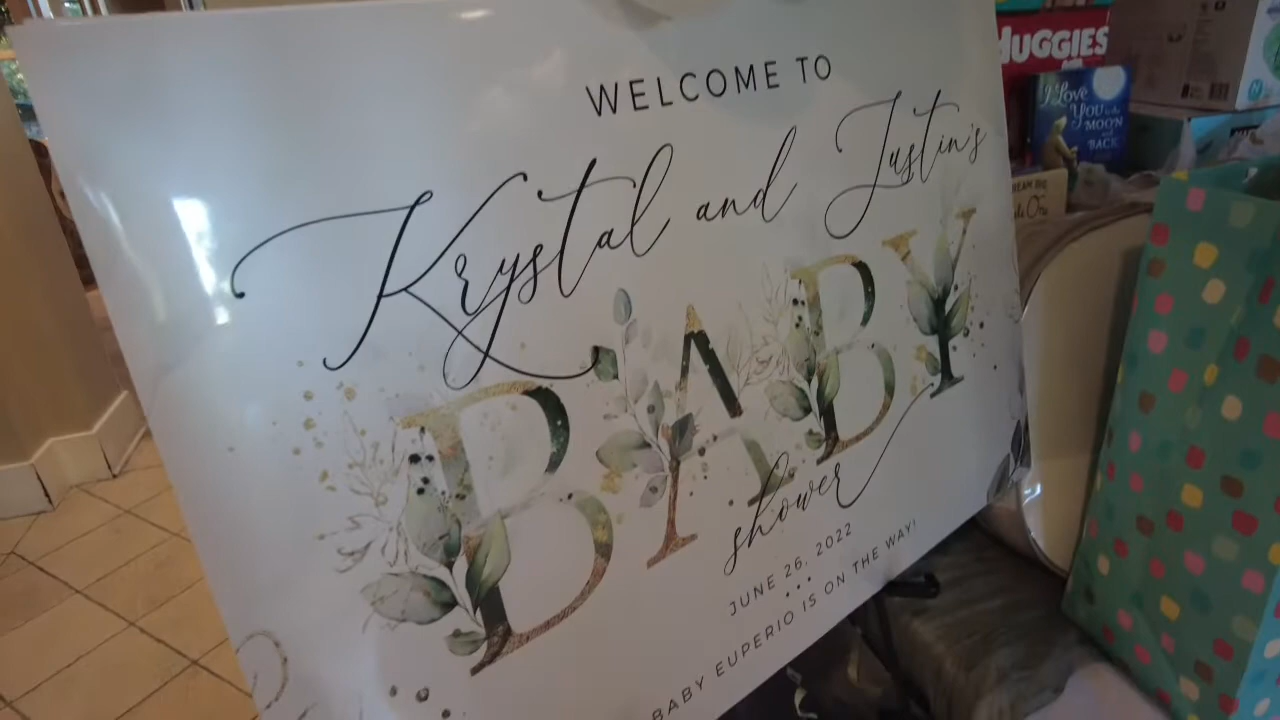 WELCOME TO
Krystal and Justin's
BABY
shower
JUNE 26, 2022
BABY EUPERIO IS ON THE WAY!
HUGGIES
I Love
YOU to the
MOON
and
BACK